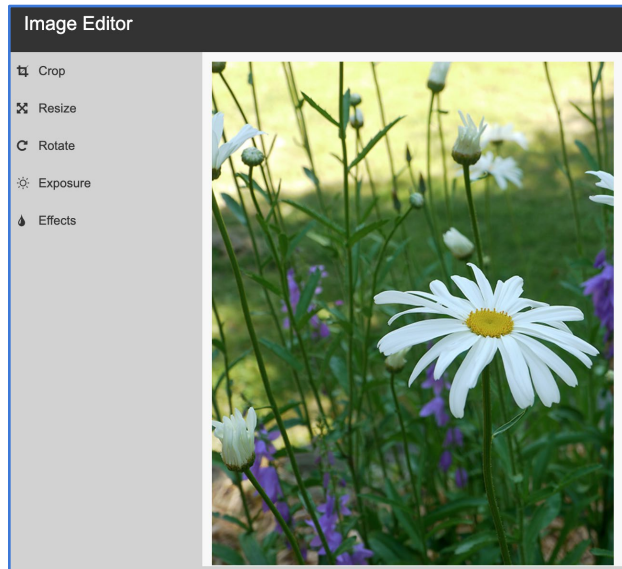 Image Editor
Crop
Resize
Rotate
Exposure
Effects